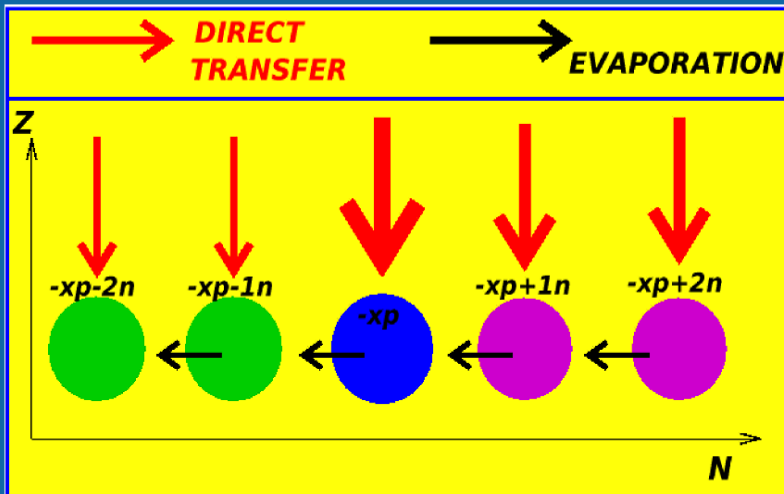 DIRECT
TRANSFER
EVAPORATION
Z
-xp-2n
-xp-1n
-xp
-xp+1n
-xp+2n
N